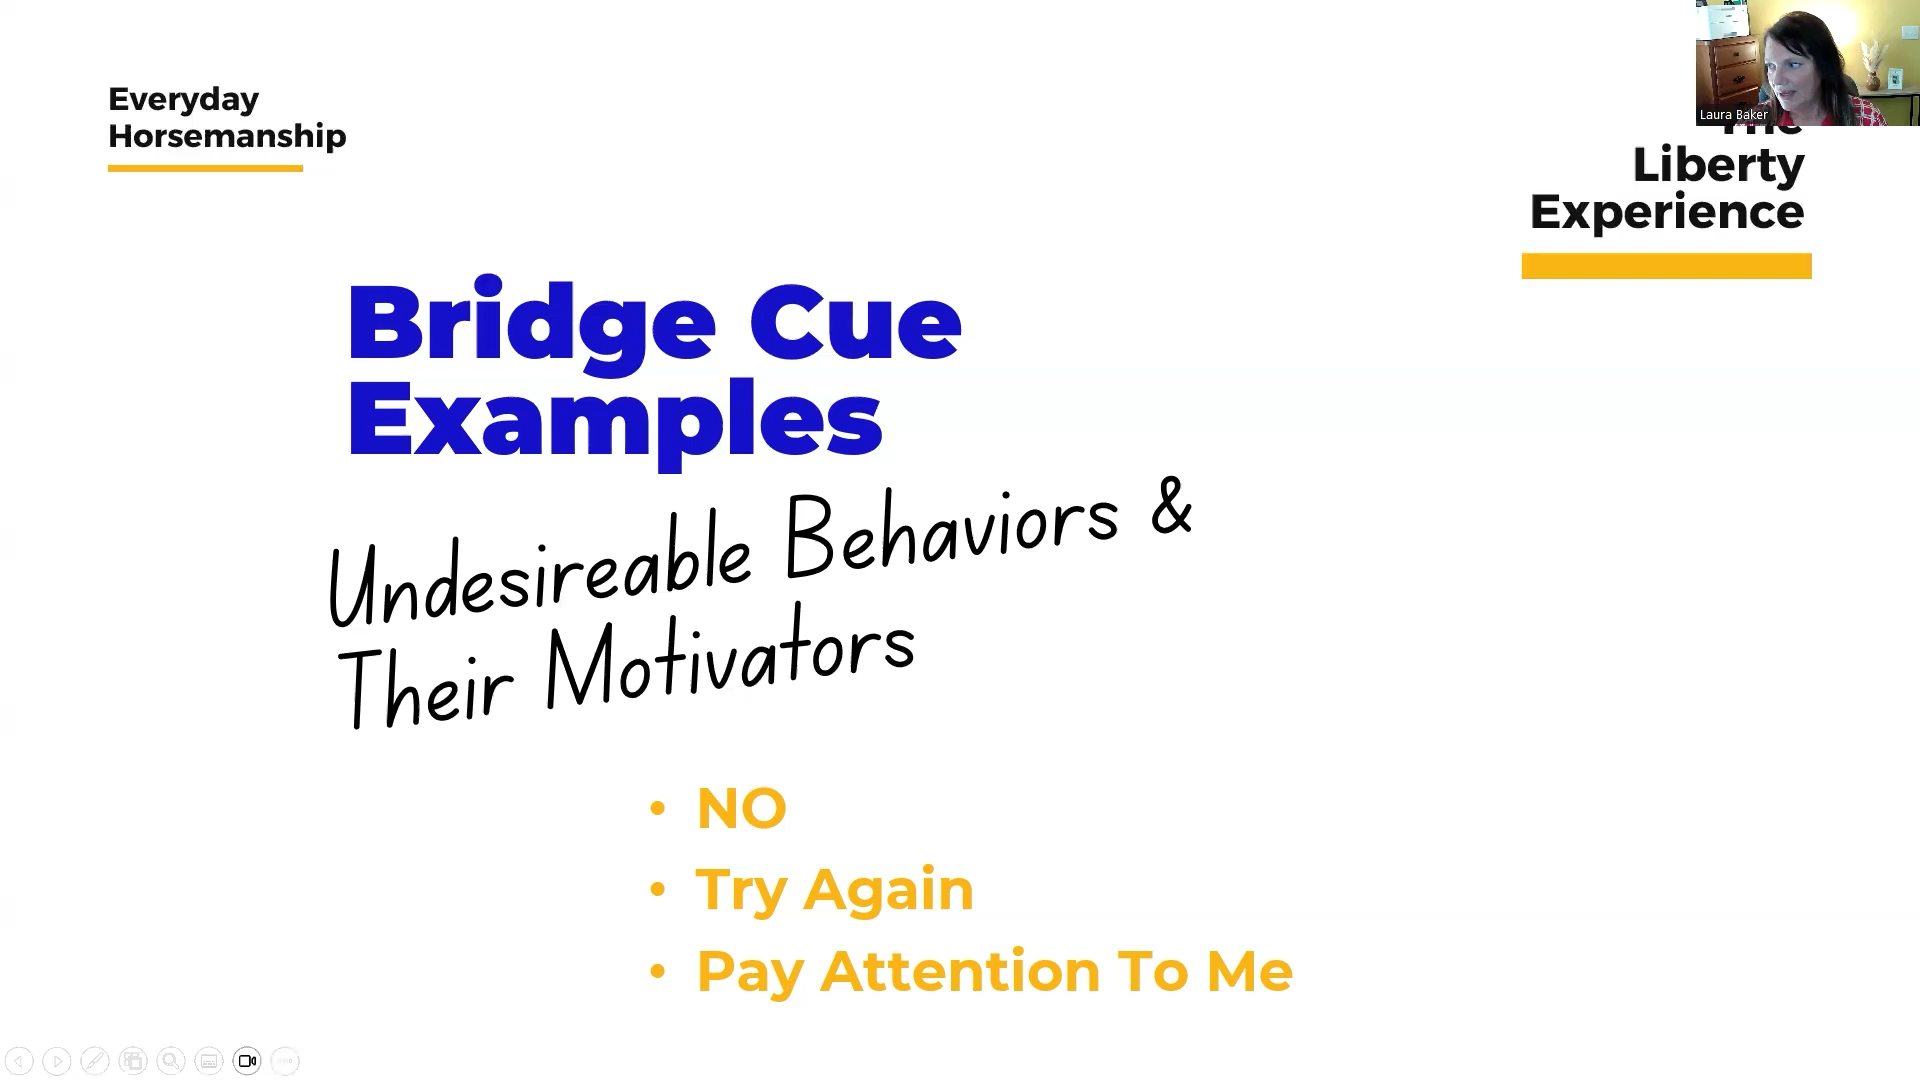 Everyday
Horsemanship
Laura Baker
The
Liberty
Experience
Bridge Cue
Examples
Undesireable Behaviors &
Their Motivators
• NO
• Try Again
• Pay Attention To Me